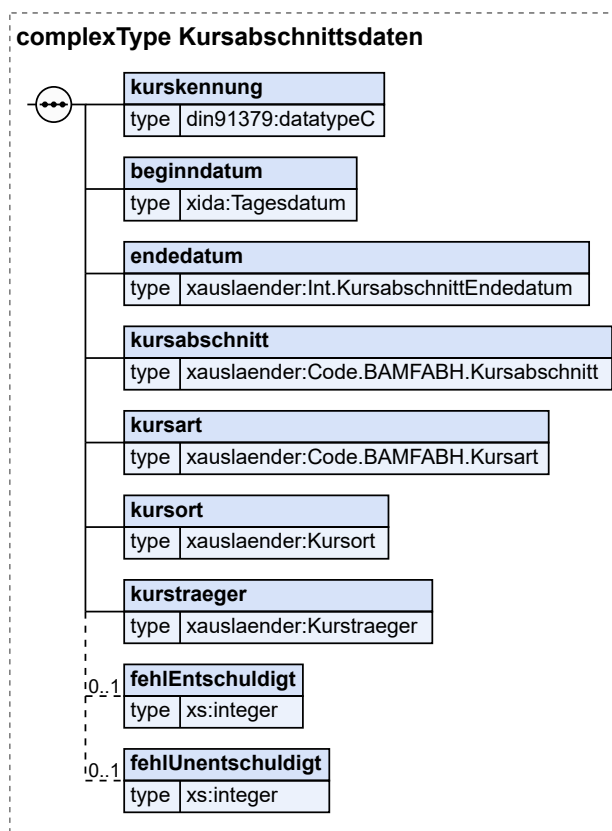 complexType Kursabschnittsdaten
kurskennung
type din91379:datatypeC
beginndatum
type xida:Tagesdatum
endedatum
type xauslaender:Int.KursabschnittEndedatum
kursabschnitt
type xauslaender:Code.BAMFABH.Kursabschnitt
kursart
type xauslaender:Code.BAMFABH.Kursart
kursort
type xauslaender:Kursort
kurstraeger
type xauslaender:Kurstraeger
0..1 fehlEntschuldigt
type xs:integer
0..1 fehlUnentschuldigt
type xs:integer